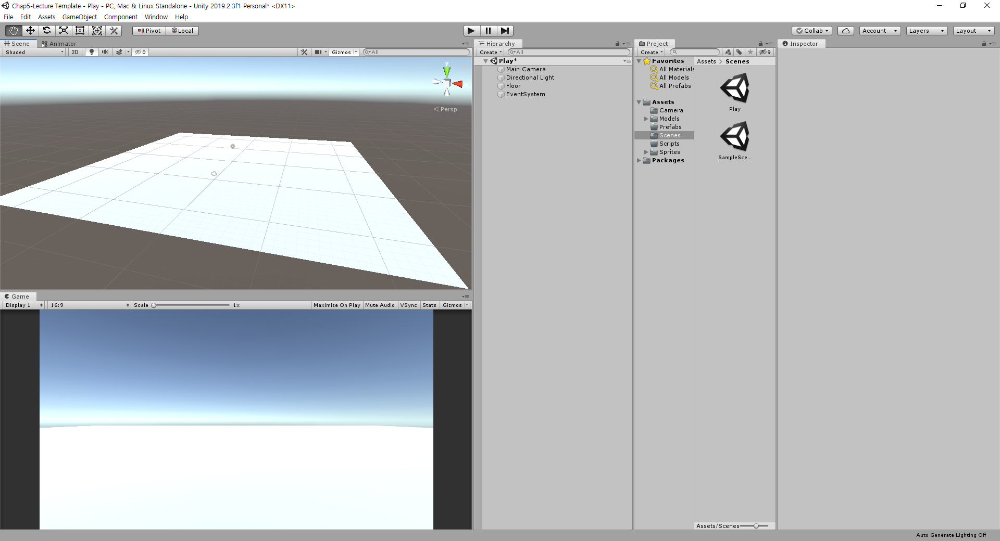 Chap5-Lecture Template - Play - PC, Mac & Linux Standalone - Unity 2019.2.3f1 Personal* <DX11>
File Edit Assets GameObject Component Window Help
Pivot Local Collab Account Layers Layout
Scene Animator
Shaded 2D 0 Gizmos All
y
Persp
Game
Display 1 16:9 Scale 1x Maximize On Play Mute Audio VSync Stats Gizmos
Hierarchy
Create All
Play*
Main Camera
Directional Light
Floor
EventSystem
Project
Create 9
Favorites
All Materials
All Models
All Prefabs
Assets
Camera
Models
Prefabs
Scenes
Scripts
Sprites
Packages
Assets > Scenes
Play
SampleSce...
Assets/Scenes
Inspector
Auto Generate Lighting Off